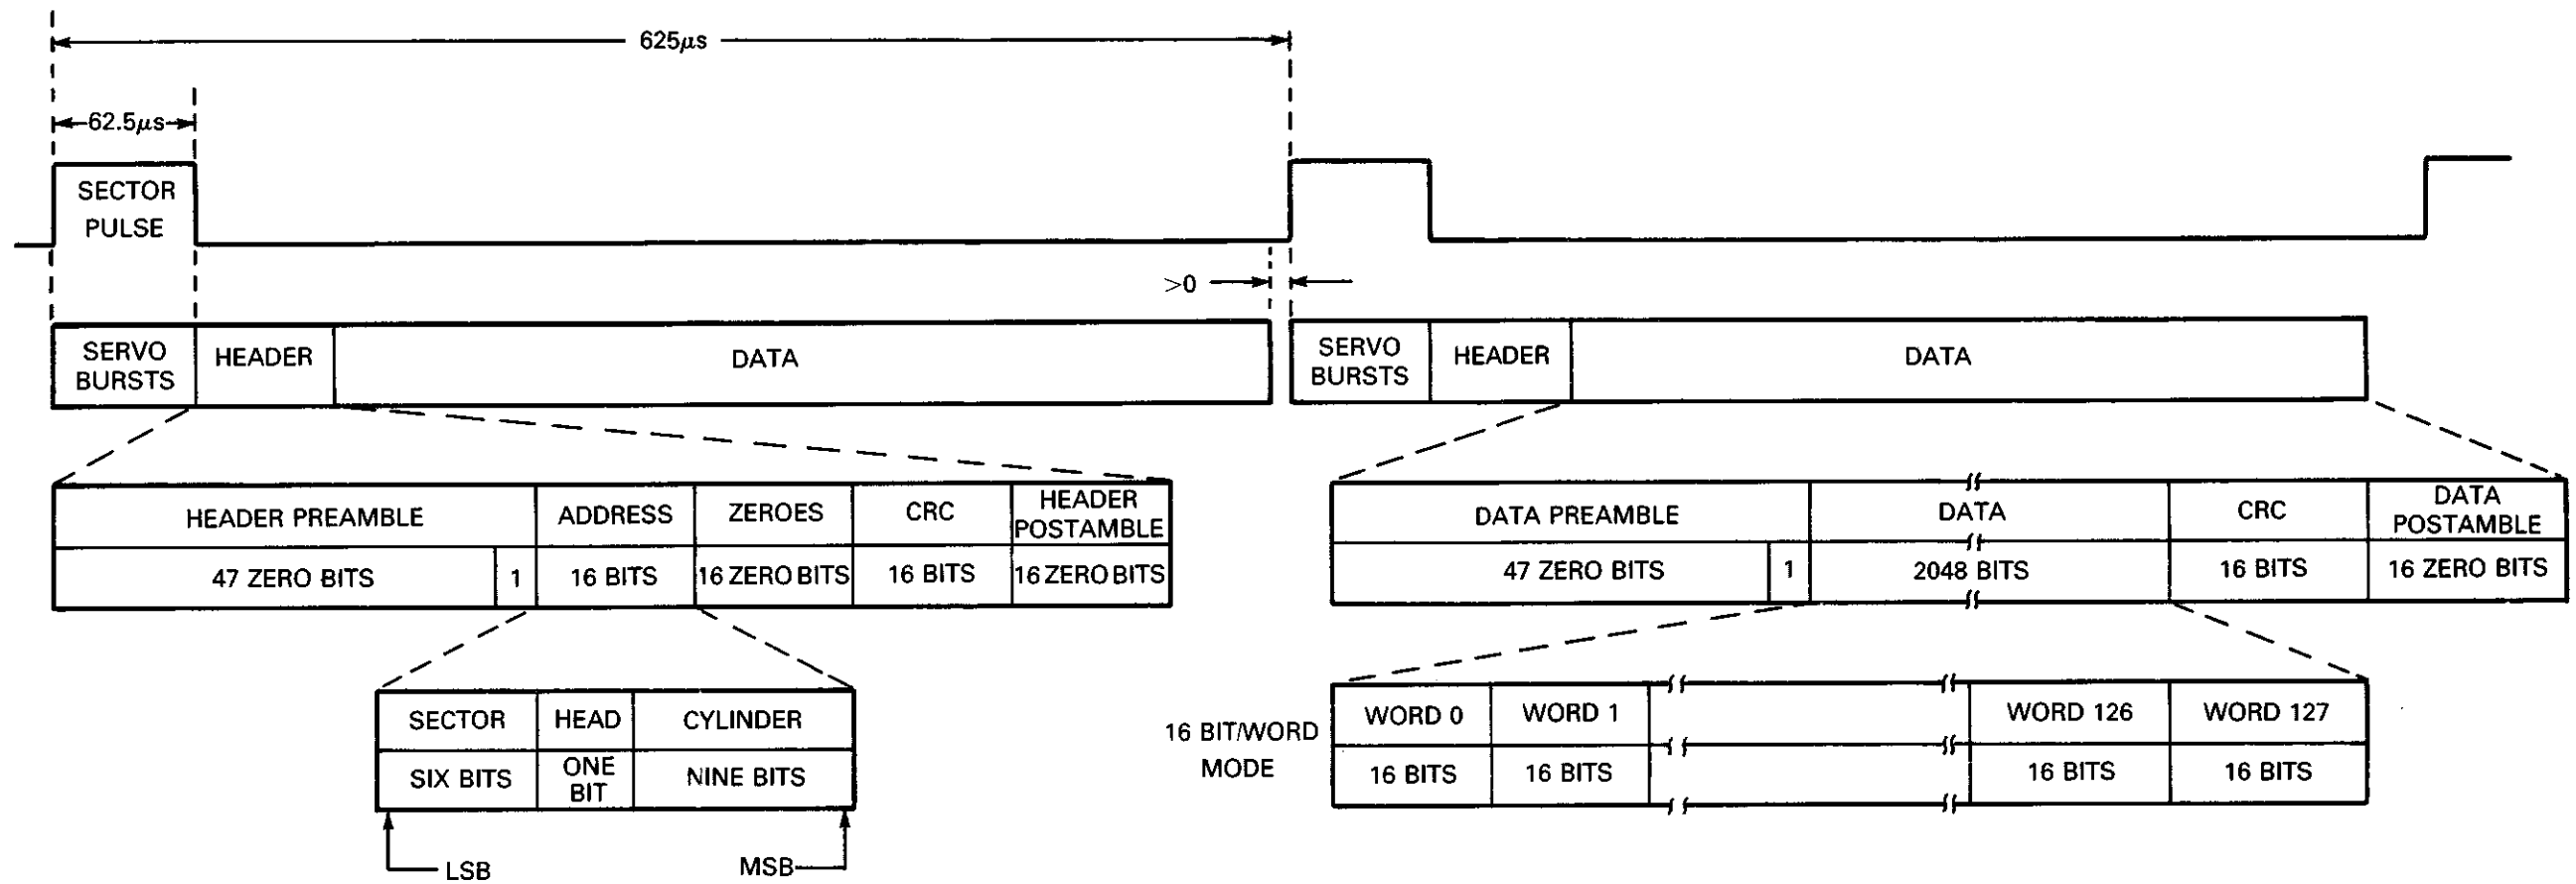 625μs
62.5μs
SECTOR
PULSE
>0
SERVO
BURSTS
HEADER
DATA
SERVO
BURSTS
HEADER
DATA
HEADER PREAMBLE
ADDRESS
ZEROES
CRC
HEADER
POSTAMBLE
47 ZERO BITS
1
16 BITS
16 ZERO BITS
16 BITS
16 ZERO BITS
DATA PREAMBLE
DATA
CRC
DATA
POSTAMBLE
47 ZERO BITS
1
2048 BITS
16 BITS
16 ZERO BITS
SECTOR
HEAD
CYLINDER
SIX BITS
ONE
BIT
NINE BITS
LSB
MSB
16 BIT/WORD
MODE
WORD 0
WORD 1
WORD 126
WORD 127
16 BITS
16 BITS
16 BITS
16 BITS